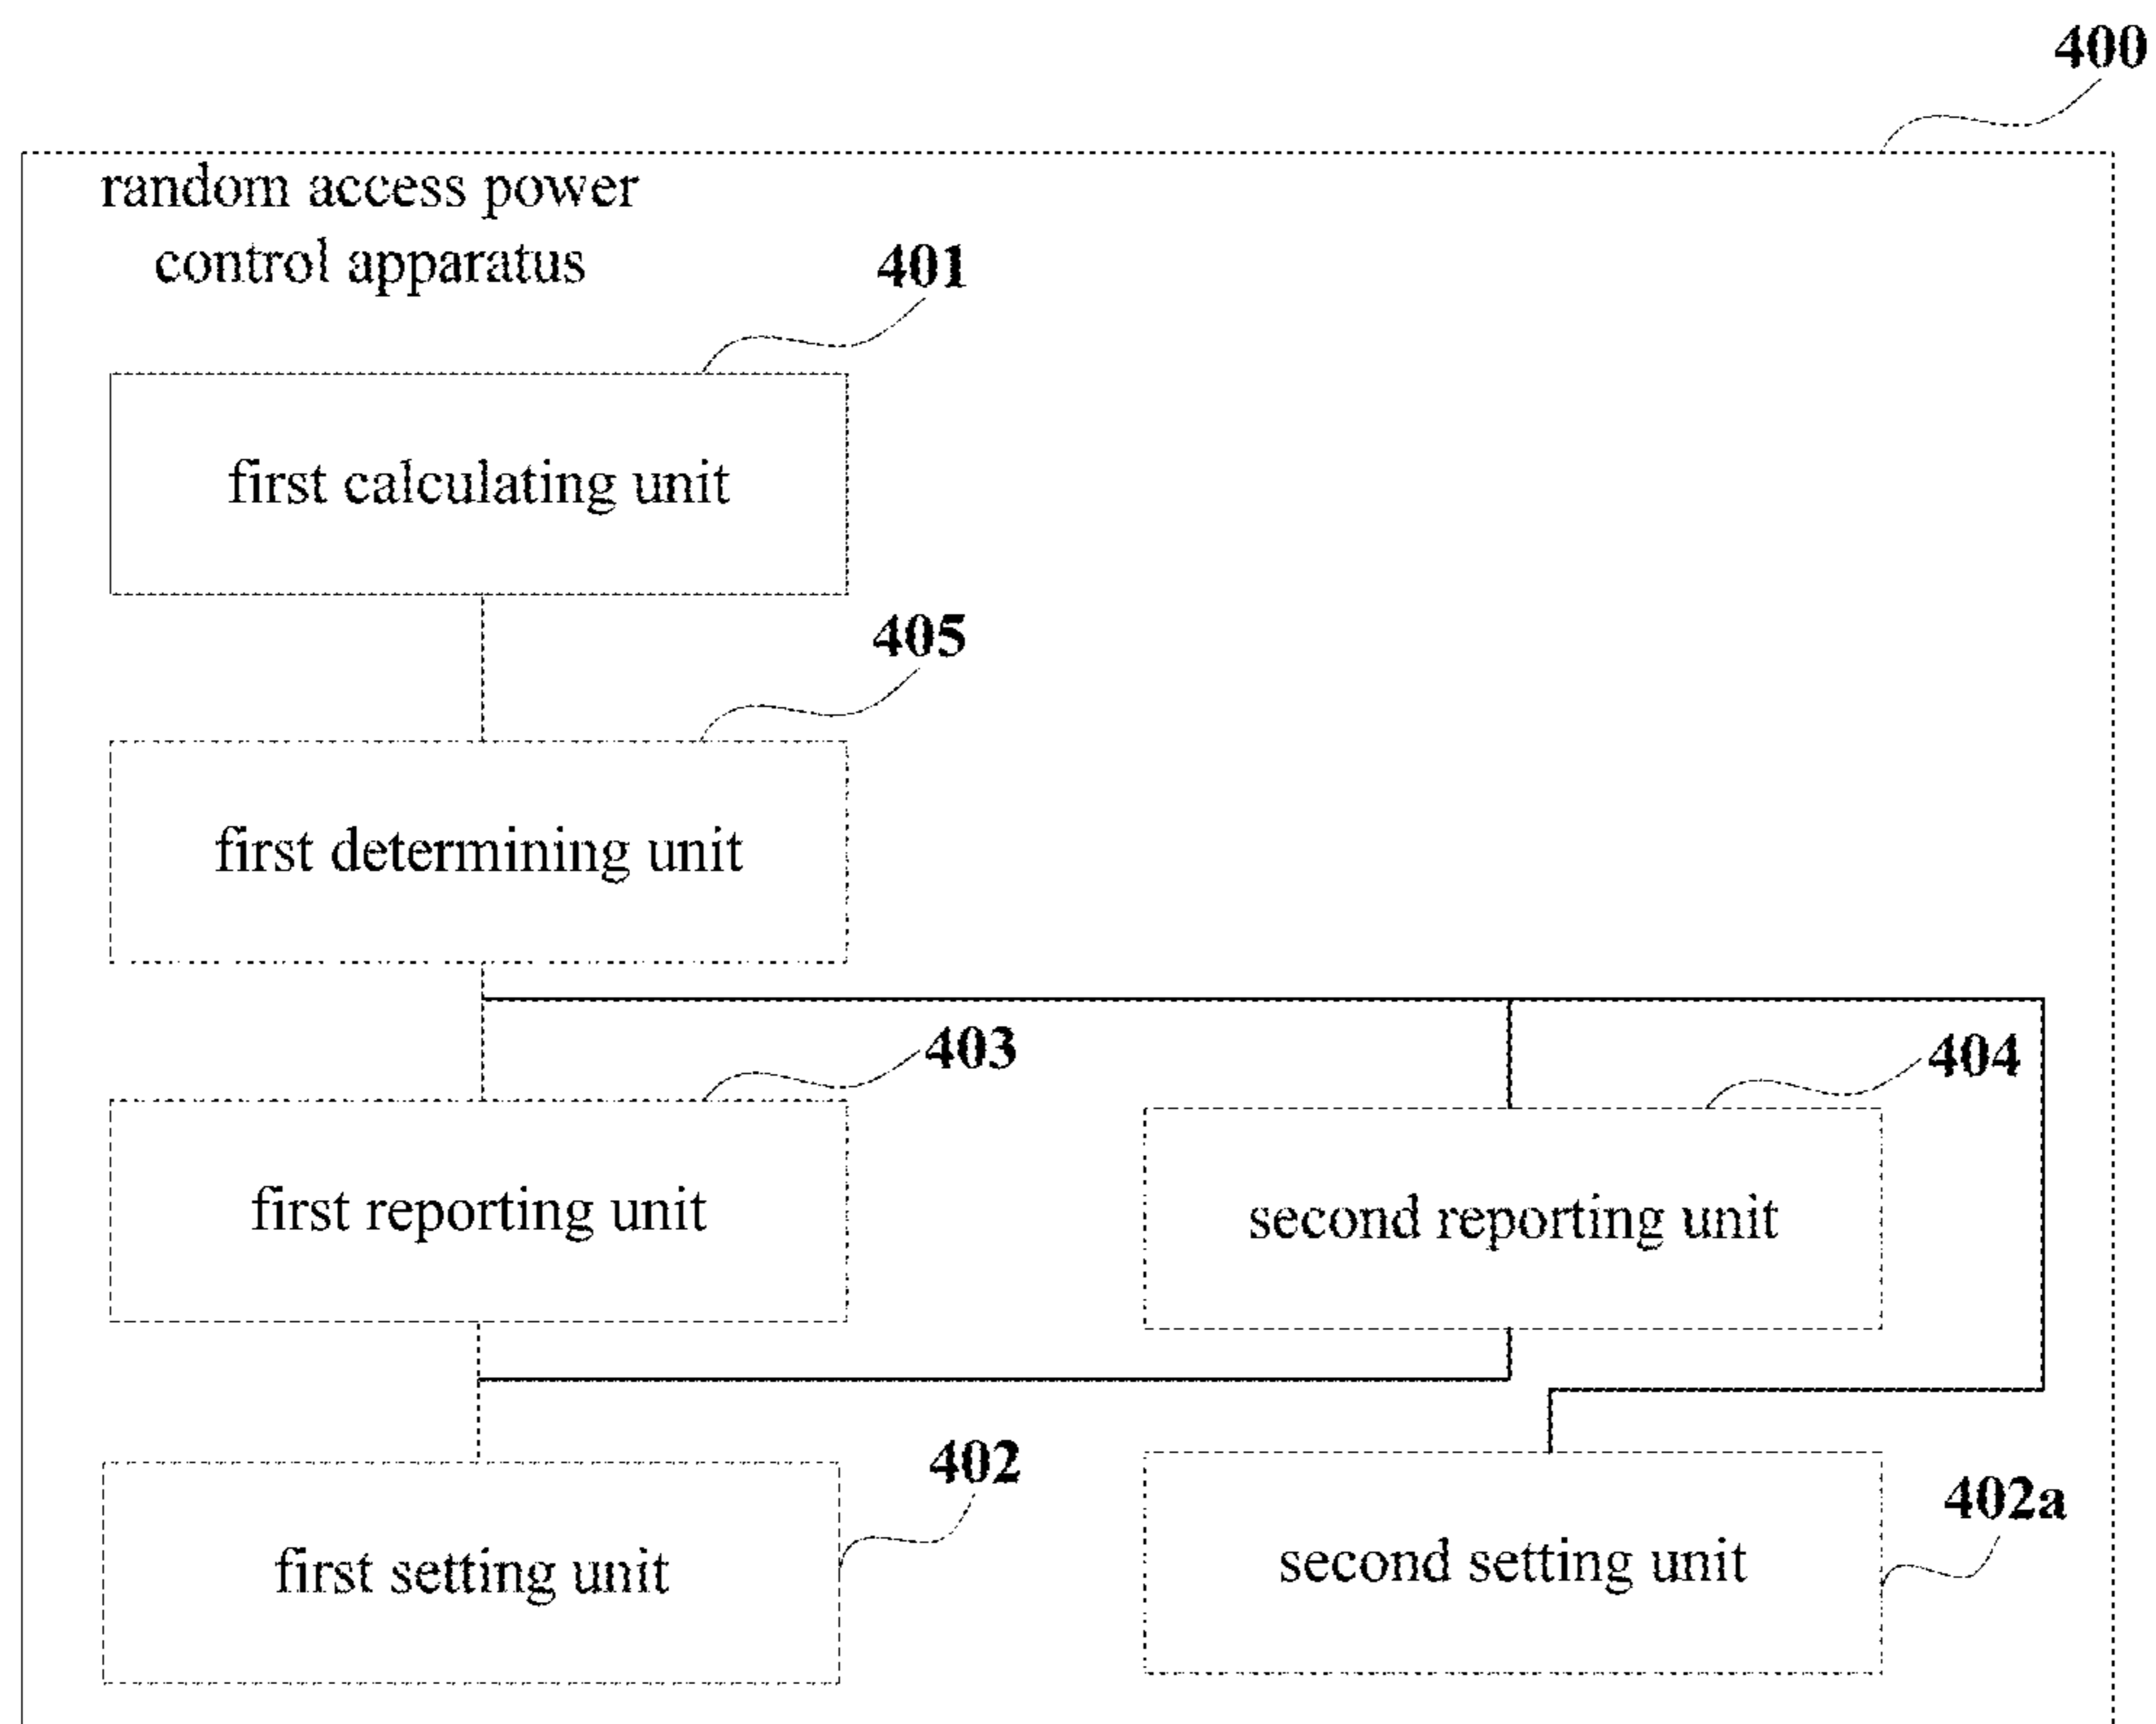 400
random access power
control apparatus
401
first calculating unit
405
first determining unit
403
404
first reporting unit
second reporting unit
402
402a
first setting unit
second setting unit